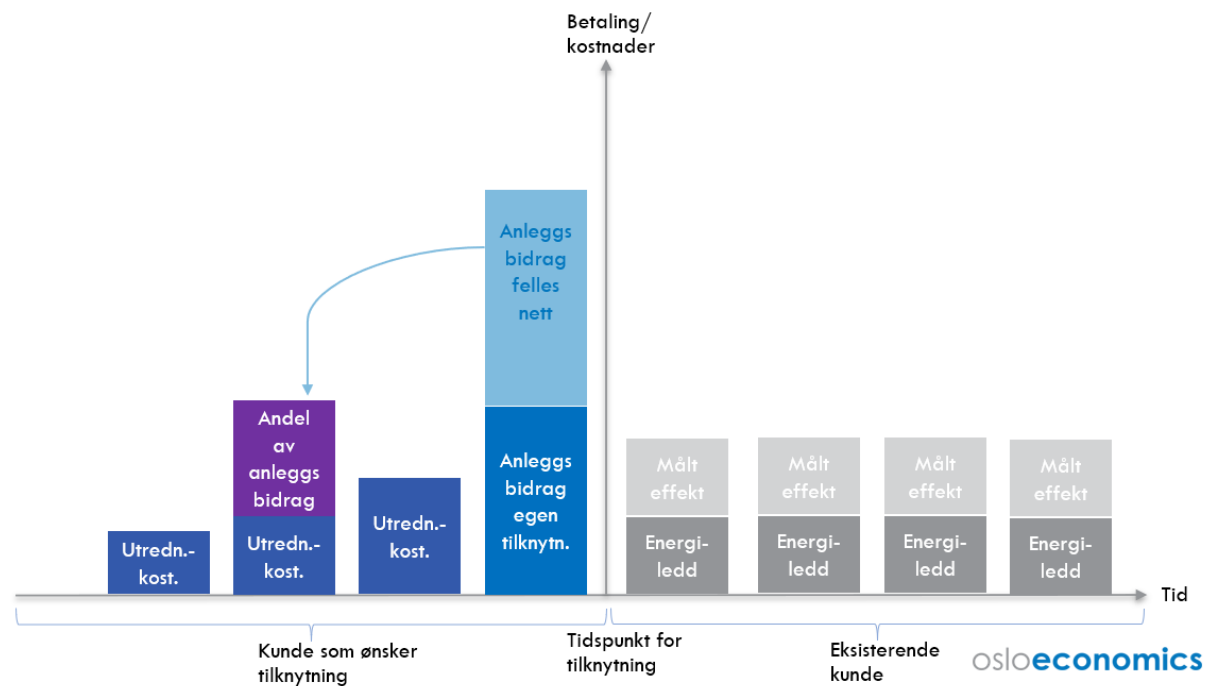 Betaling/
kostnader
Anleggs
bidrag
felles
nett
Andel
av
anleggs
bidrag
Anleggs
bidrag
egen
tilknytn.
Utredn.-
kost.
Utredn.-
kost.
Utredn.-
kost.
Målt
effekt
Målt
effekt
Målt
effekt
Målt
effekt
Energi-
ledd
Energi-
ledd
Energi-
ledd
Energi-
ledd
Tid
Kunde som ønsker
tilknytning
Tidspunkt for
tilknytning
Eksisterende
kunde
osloeconomics